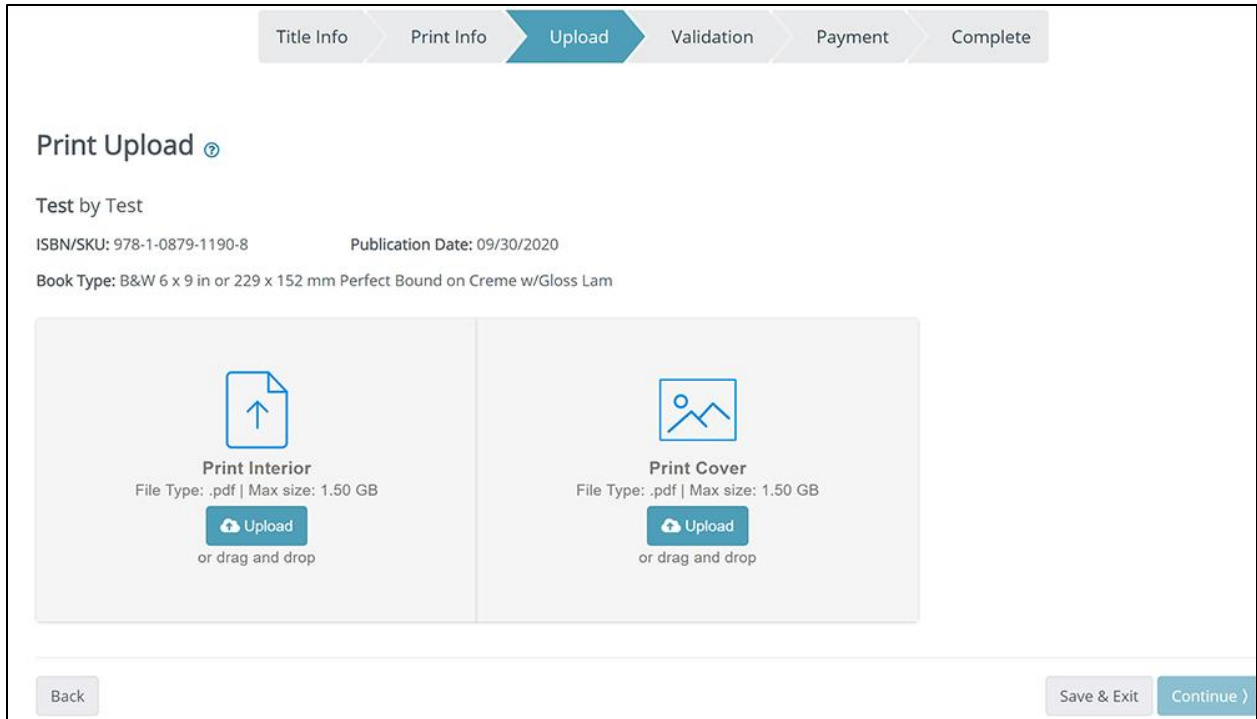 Title Info Print Info Upload Validation Payment Complete
Print Upload ?
Test by Test
ISBN/SKU: 978-1-0879-1190-8 Publication Date: 09/30/2020
Book Type: B&W 6 x 9 in or 229 x 152 mm Perfect Bound on Creme w/Gloss Lam
Print Interior
File Type: .pdf | Max size: 1.50 GB
Upload
or drag and drop
Print Cover
File Type: .pdf | Max size: 1.50 GB
Upload
or drag and drop
Back Save & Exit Continue ⟩